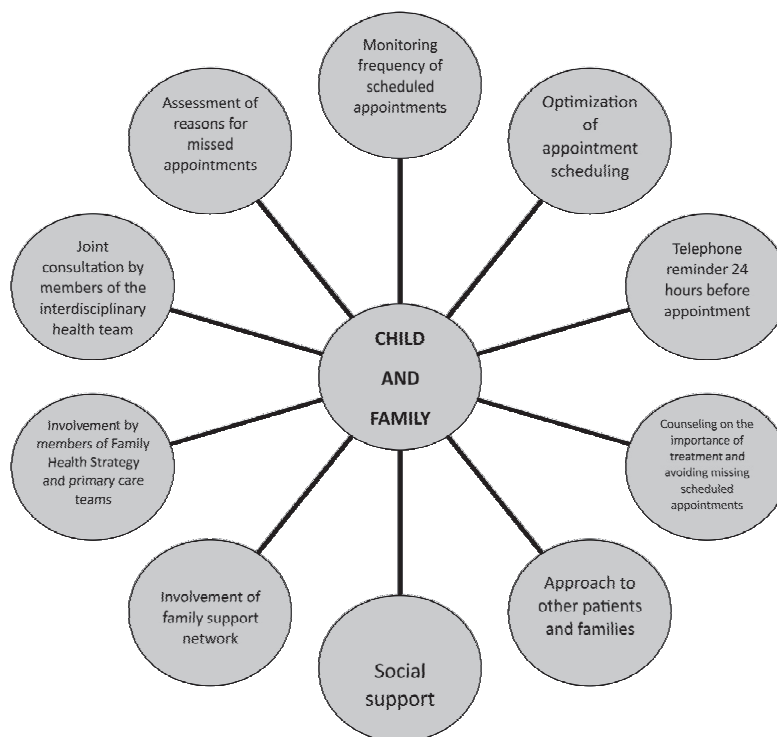 Monitoring
frequency of
scheduled
appointments
Optimization
of
appointment
scheduling
Telephone
reminder 24
hours before
appointment
Counseling on the
importance of
treatment and
avoiding missing
scheduled
appointments
Approach to
other patients
and families
Social
support
Involvement of
family support
network
Involvement by
members of Family
Health Strategy
and primary care
teams
Joint
consultation by
members of the
interdisciplinary
health team
Assessment of
reasons for
missed
appointments
CHILD
AND
FAMILY